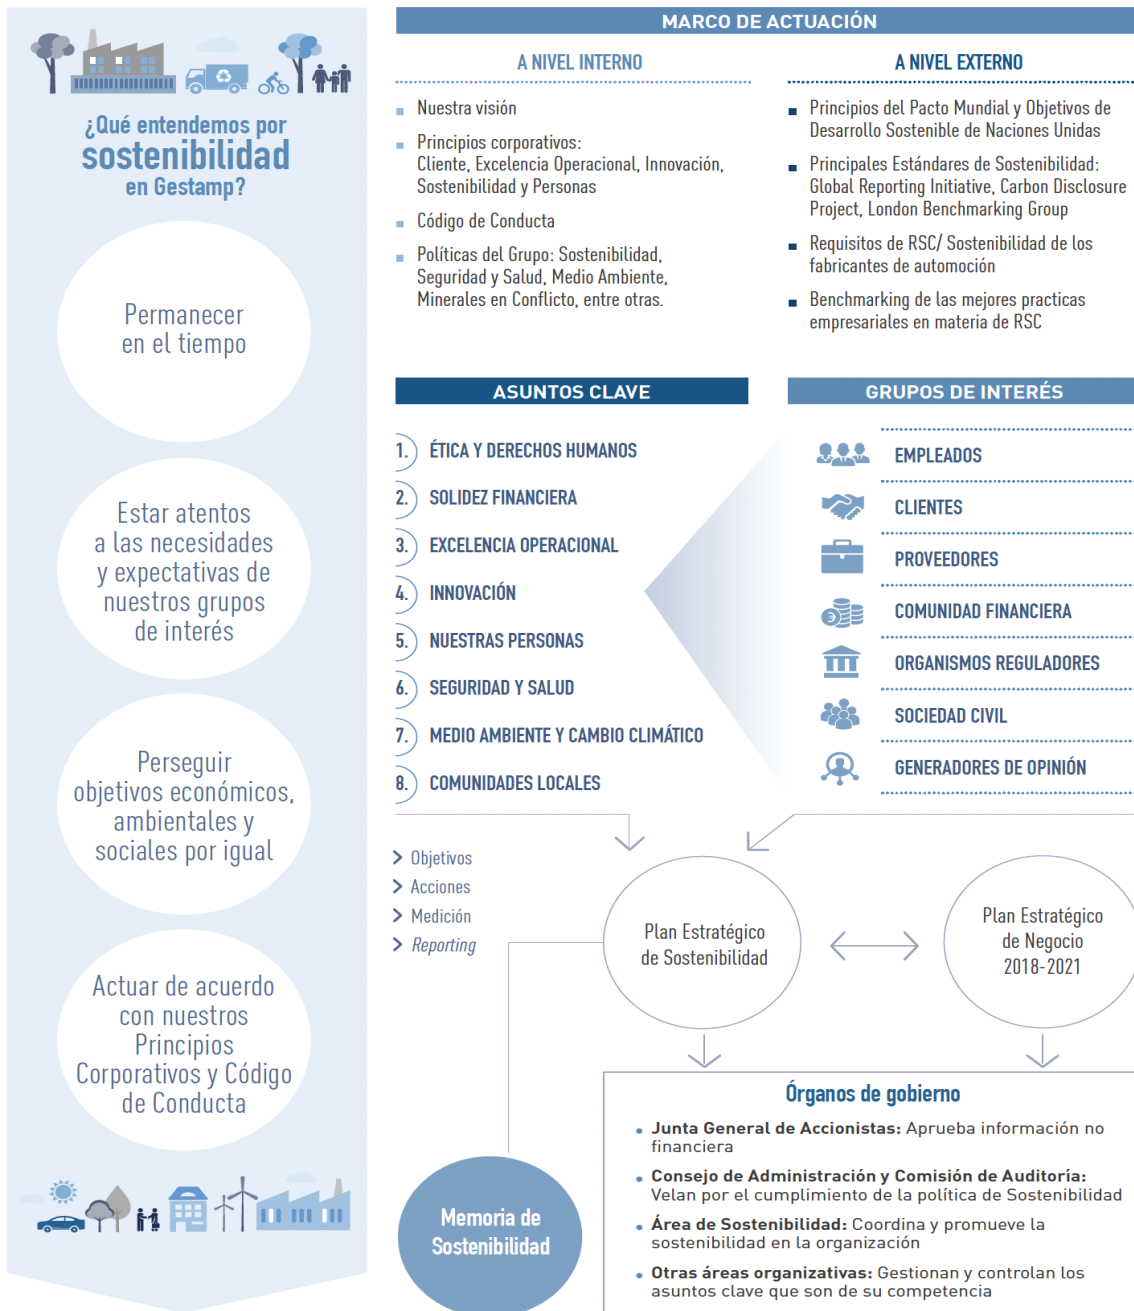 ¿Qué entendemos por
sostenibilidad
en Gestamp?
Permanecer
en el tiempo
Estar atentos
a las necesidades
y expectativas de
nuestros grupos
de interés
Perseguir
objetivos económicos,
ambientales y
sociales por igual
Actuar de acuerdo
con nuestros
Principios
Corporativos y Código
de Conducta
MARCO DE ACTUACIÓN
A NIVEL INTERNO
Nuestra visión
Principios corporativos:
Cliente, Excelencia Operacional, Innovación,
Sostenibilidad y Personas
Código de Conducta
Políticas del Grupo: Sostenibilidad,
Seguridad y Salud, Medio Ambiente,
Minerales en Conflicto, entre otras.
A NIVEL EXTERNO
Principios del Pacto Mundial y Objetivos de
Desarrollo Sostenible de Naciones Unidas
Principales Estándares de Sostenibilidad:
Global Reporting Initiative, Carbon Disclosure
Project, London Benchmarking Group
Requisitos de RSC/ Sostenibilidad de los
fabricantes de automoción
Benchmarking de las mejores practicas
empresariales en materia de RSC
ASUNTOS CLAVE
1. ÉTICA Y DERECHOS HUMANOS
2. SOLIDEZ FINANCIERA
3. EXCELENCIA OPERACIONAL
4. INNOVACIÓN
5. NUESTRAS PERSONAS
6. SEGURIDAD Y SALUD
7. MEDIO AMBIENTE Y CAMBIO CLIMÁTICO
8. COMUNIDADES LOCALES
GRUPOS DE INTERÉS
EMPLEADOS
CLIENTES
PROVEEDORES
COMUNIDAD FINANCIERA
ORGANISMOS REGULADORES
SOCIEDAD CIVIL
GENERADORES DE OPINIÓN
Objetivos
Acciones
Medición
Reporting
Plan Estratégico
de Sostenibilidad
Plan Estratégico
de Negocio
2018-2021
Memoria de
Sostenibilidad
Órganos de gobierno
Junta General de Accionistas: Aprueba información no
financiera
Consejo de Administración y Comisión de Auditoría:
Velan por el cumplimiento de la política de Sostenibilidad
Área de Sostenibilidad: Coordina y promueve la
sostenibilidad en la organización
Otras áreas organizativas: Gestionan y controlan los
asuntos clave que son de su competencia